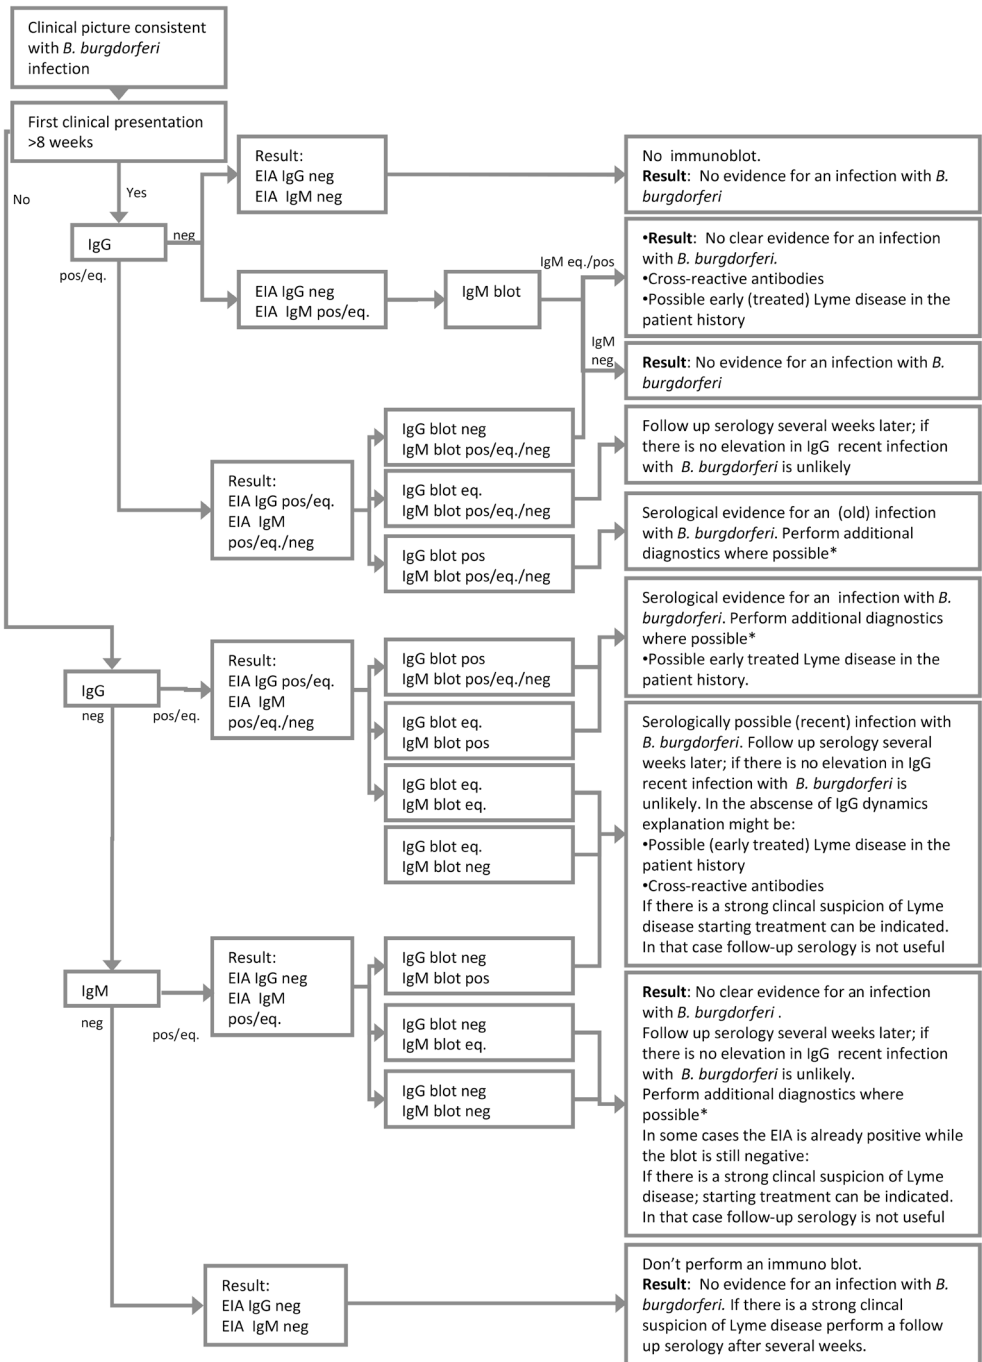 Clinical picture consistent
with B. burgdorferi
infection
First clinical presentation
>8 weeks
No
Yes
IgG
neg
pos/eq.
Result:
EIA IgG neg
EIA IgM neg
No immunoblot.
Result: No evidence for an infection with B.
burgdorferi
EIA IgG neg
EIA IgM pos/eq.
IgM blot
IgM eq./pos
IgM
neg
•Result: No clear evidence for an infection
with B. burgdorferi.
•Cross-reactive antibodies
•Possible early (treated) Lyme disease in the
patient history
Result: No evidence for an infection with B.
burgdorferi
Result:
EIA IgG pos/eq.
EIA IgM
pos/eq./neg
IgG blot neg
IgM blot pos/eq./neg
IgG blot eq.
IgM blot pos/eq./neg
IgG blot pos
IgM blot pos/eq./neg
Follow up serology several weeks later; if
there is no elevation in IgG recent infection
with B. burgdorferi is unlikely
Serological evidence for an (old) infection
with B. burgdorferi. Perform additional
diagnostics where possible*
IgG
neg
pos/eq.
Result:
EIA IgG pos/eq.
EIA IgM
pos/eq./neg
IgG blot pos
IgM blot pos/eq./neg
IgG blot eq.
IgM blot pos
IgG blot eq.
IgM blot eq.
IgG blot eq.
IgM blot neg
Serological evidence for an infection with B.
burgdorferi. Perform additional diagnostics
where possible*
•Possible early treated Lyme disease in the
patient history.
Serologically possible (recent) infection with
B. burgdorferi. Follow up serology several
weeks later; if there is no elevation in IgG
recent infection with B. burgdorferi is
unlikely. In the abscense of IgG dynamics
explanation might be:
•Possible (early treated) Lyme disease in the
patient history
•Cross-reactive antibodies
If there is a strong clincal suspicion of Lyme
disease starting treatment can be indicated.
In that case follow-up serology is not useful
IgM
neg
pos/eq.
Result:
EIA IgG neg
EIA IgM
pos/eq.
IgG blot neg
IgM blot pos
IgG blot neg
IgM blot eq.
IgG blot neg
IgM blot neg
Result: No clear evidence for an infection
with B. burgdorferi .
Follow up serology several weeks later; if
there is no elevation in IgG recent infection
with B. burgdorferi is unlikely.
Perform additional diagnostics where
possible*
In some cases the EIA is already positive while
the blot is still negative:
If there is a strong clincal suspicion of Lyme
disease; starting treatment can be indicated.
In that case follow-up serology is not useful
Result:
EIA IgG neg
EIA IgM neg
Don’t perform an immuno blot.
Result: No evidence for an infection with B.
burgdorferi. If there is a strong clincal
suspicion of Lyme disease perform a follow
up serology after several weeks.